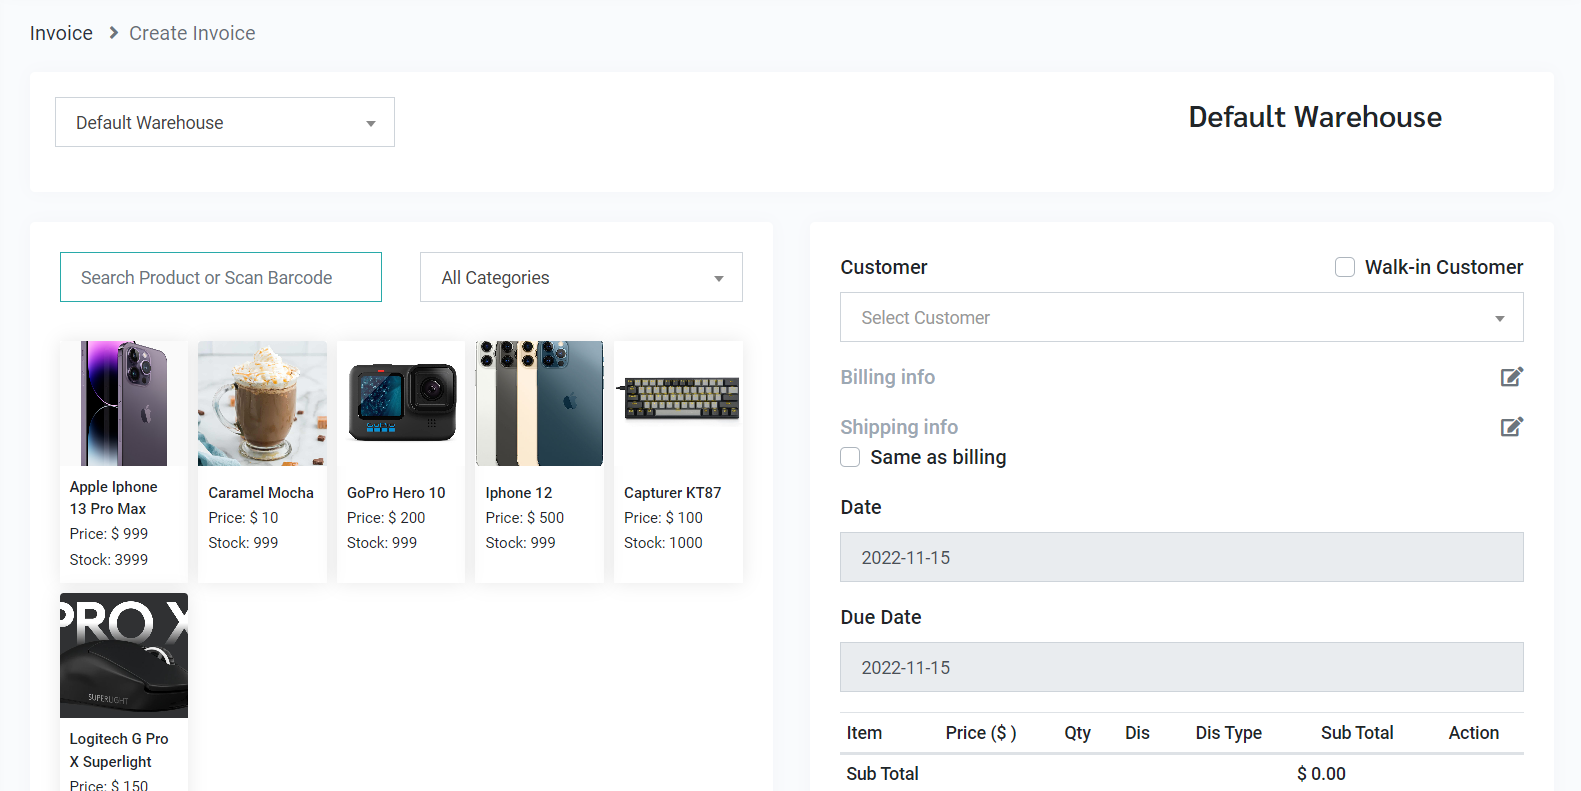 Invoice > Create Invoice
Default Warehouse
Default Warehouse
Search Product or Scan Barcode
All Categories
Apple Iphone
13 Pro Max
Price: $ 999
Stock: 3999
Caramel Mocha
Price: $ 10
Stock: 999
GoPro Hero 10
Price: $ 200
Stock: 999
Iphone 12
Price: $ 500
Stock: 999
Capturer KT87
Price: $ 100
Stock: 1000
PRO X
SUPERLIGHT
Logitech G Pro
X Superlight
Price: $ 150
Customer
Walk-in Customer
Select Customer
Billing info
Shipping info
Same as billing
Date
2022-11-15
Due Date
2022-11-15
Item Price ($ ) Qty Dis Dis Type Sub Total Action
Sub Total $ 0.00